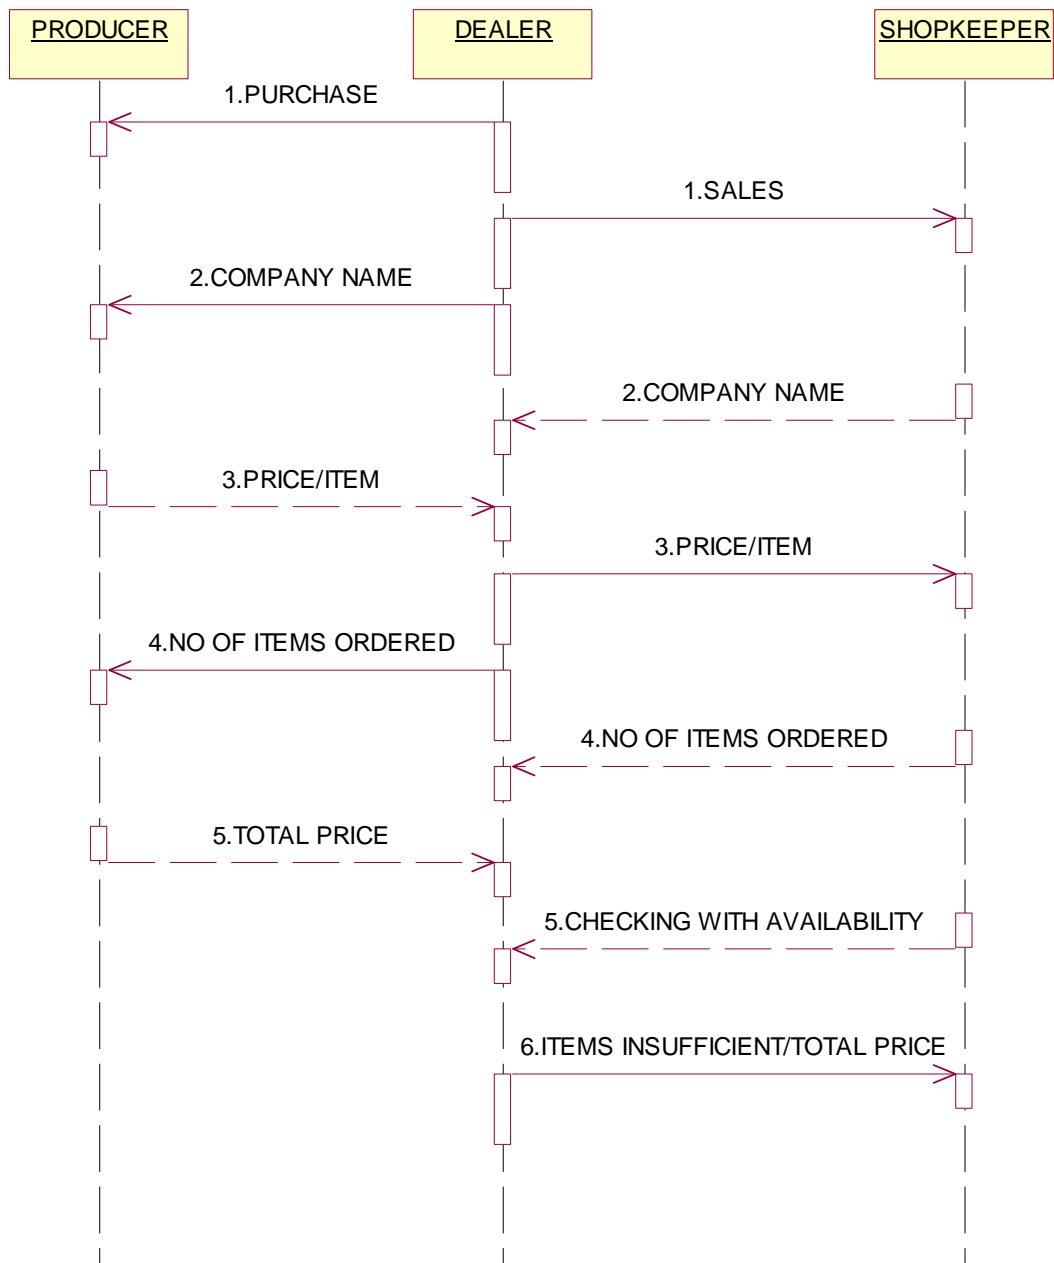 PRODUCER
DEALER
SHOPKEEPER
1.PURCHASE
1.SALES
2.COMPANY NAME
2.COMPANY NAME
3.PRICE/ITEM
3.PRICE/ITEM
4.NO OF ITEMS ORDERED
4.NO OF ITEMS ORDERED
5.TOTAL PRICE
5.CHECKING WITH AVAILABILITY
6.ITEMS INSUFFICIENT/TOTAL PRICE